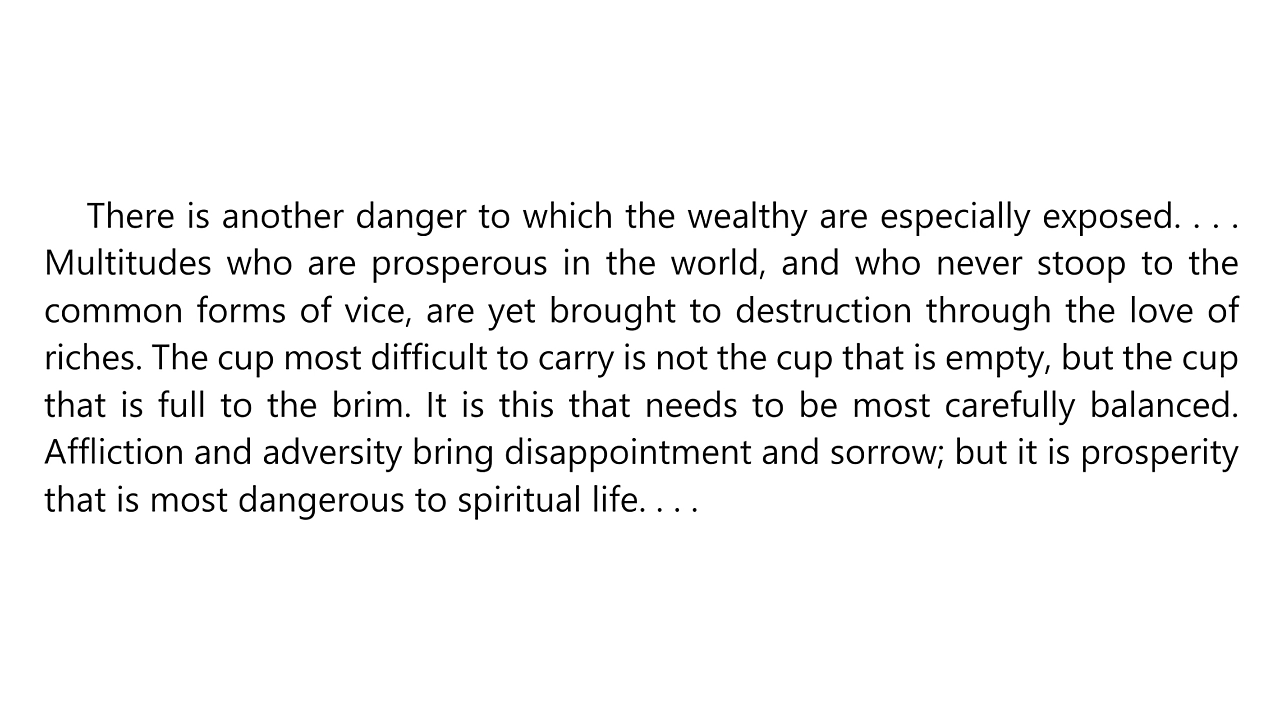 There is another danger to which the wealthy are especially exposed. . . .
Multitudes who are prosperous in the world, and who never stoop to the
common forms of vice, are yet brought to destruction through the love of
riches. The cup most difficult to carry is not the cup that is empty, but the cup
that is full to the brim. It is this that needs to be most carefully balanced.
Affliction and adversity bring disappointment and sorrow; but it is prosperity
that is most dangerous to spiritual life. . . .